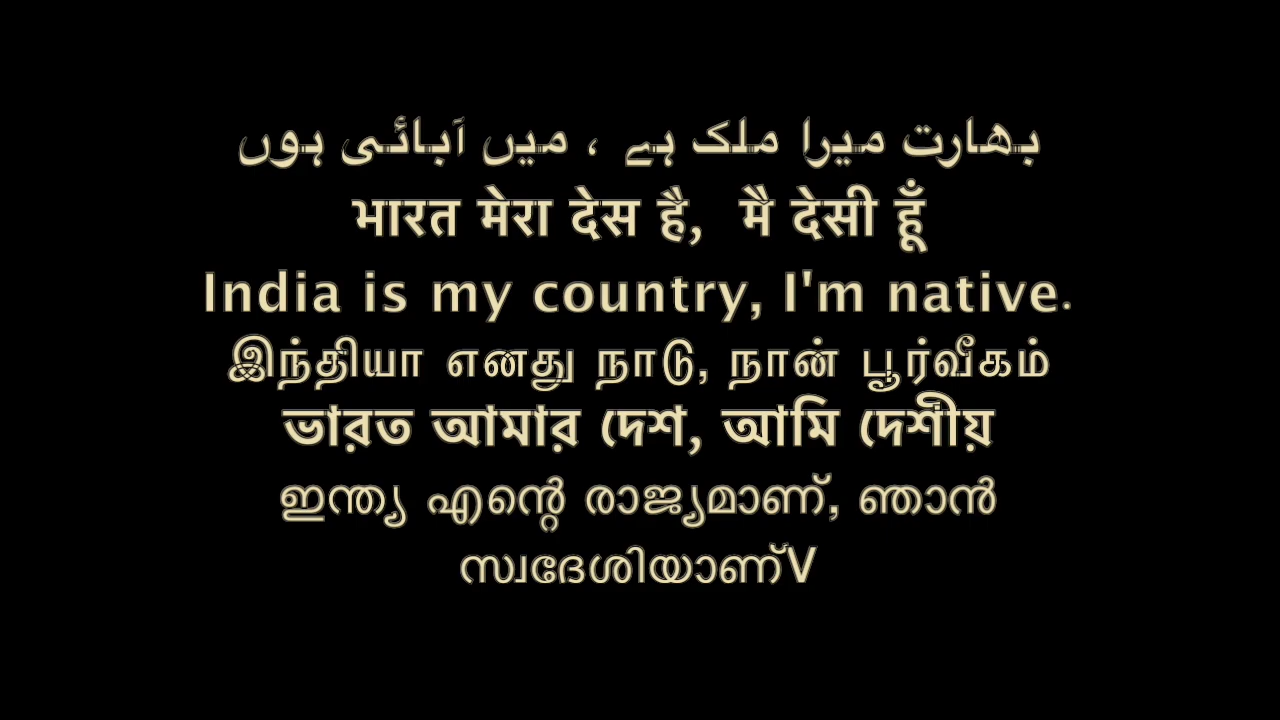 بھارت میرا ملک ہے ، میں آبائی ہوں
भारत मेरा देस है, मै देसी हूँ
India is my country, I'm native.
இந்தியா எனது நாடு, நான் பூர்வீகம்
ভারত আমার দেশ, আমি দেশীয়
ഇന്ത്യ എന്റെ രാജ്യമാണ്, ഞാൻ
സ്വദേശിയാണ്V